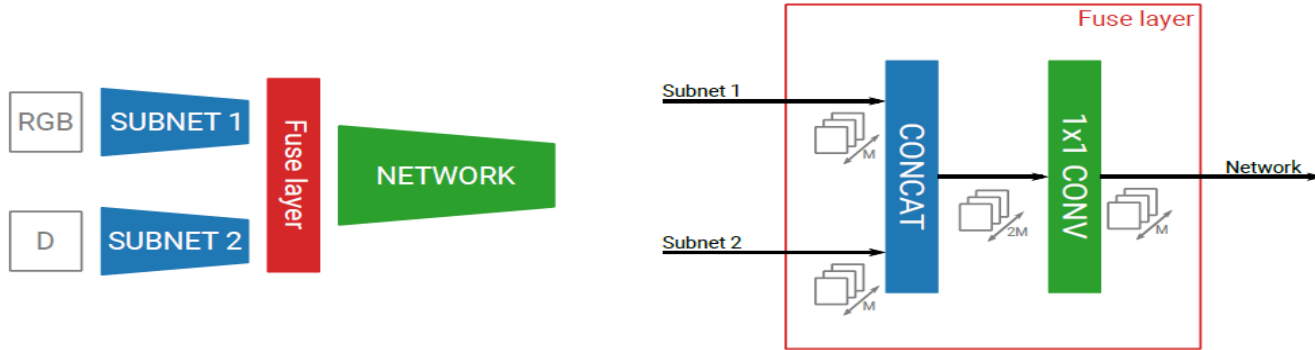 RGB
SUBNET 1
D
SUBNET 2
Fuse layer
NETWORK
Fuse layer
Subnet 1
M
Subnet 2
M
CONCAT
2M
1x1 CONV
M
Network